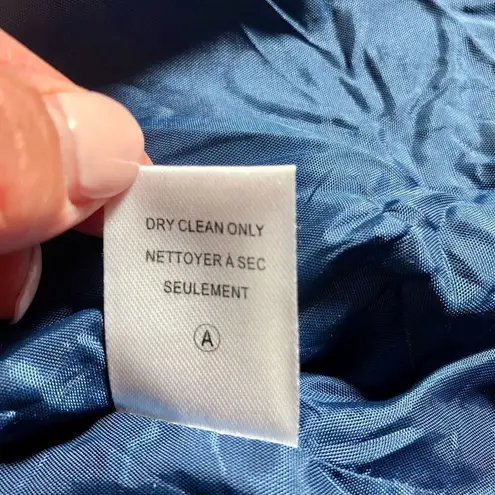 DRY CLEAN ONLY
NETTOYER À SEC
SEULEMENT
A